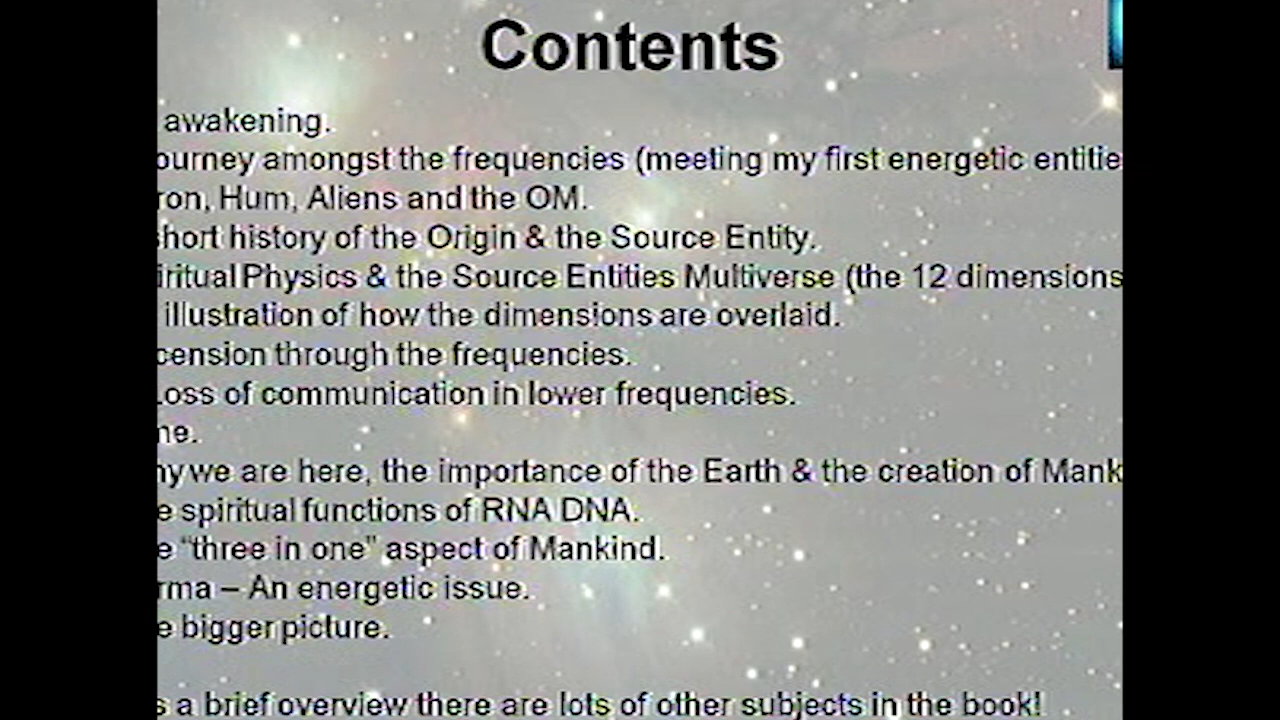 Contents
awakening.
ourney amongst the frequencies (meeting my first energetic entitie
ron, Hum, Aliens and the OM.
short history of the Origin & the Source Entity.
iritual Physics & the Source Entities Multiverse (the 12 dimensions
illustration of how the dimensions are overlaid.
cension through the frequencies.
Loss of communication in lower frequencies.
me.
hy we are here, the importance of the Earth & the creation of Mank
e spiritual functions of RNA DNA.
e “three in one” aspect of Mankind.
rma – An energetic issue.
e bigger picture.
s a brief overview there are lots of other subjects in the book!